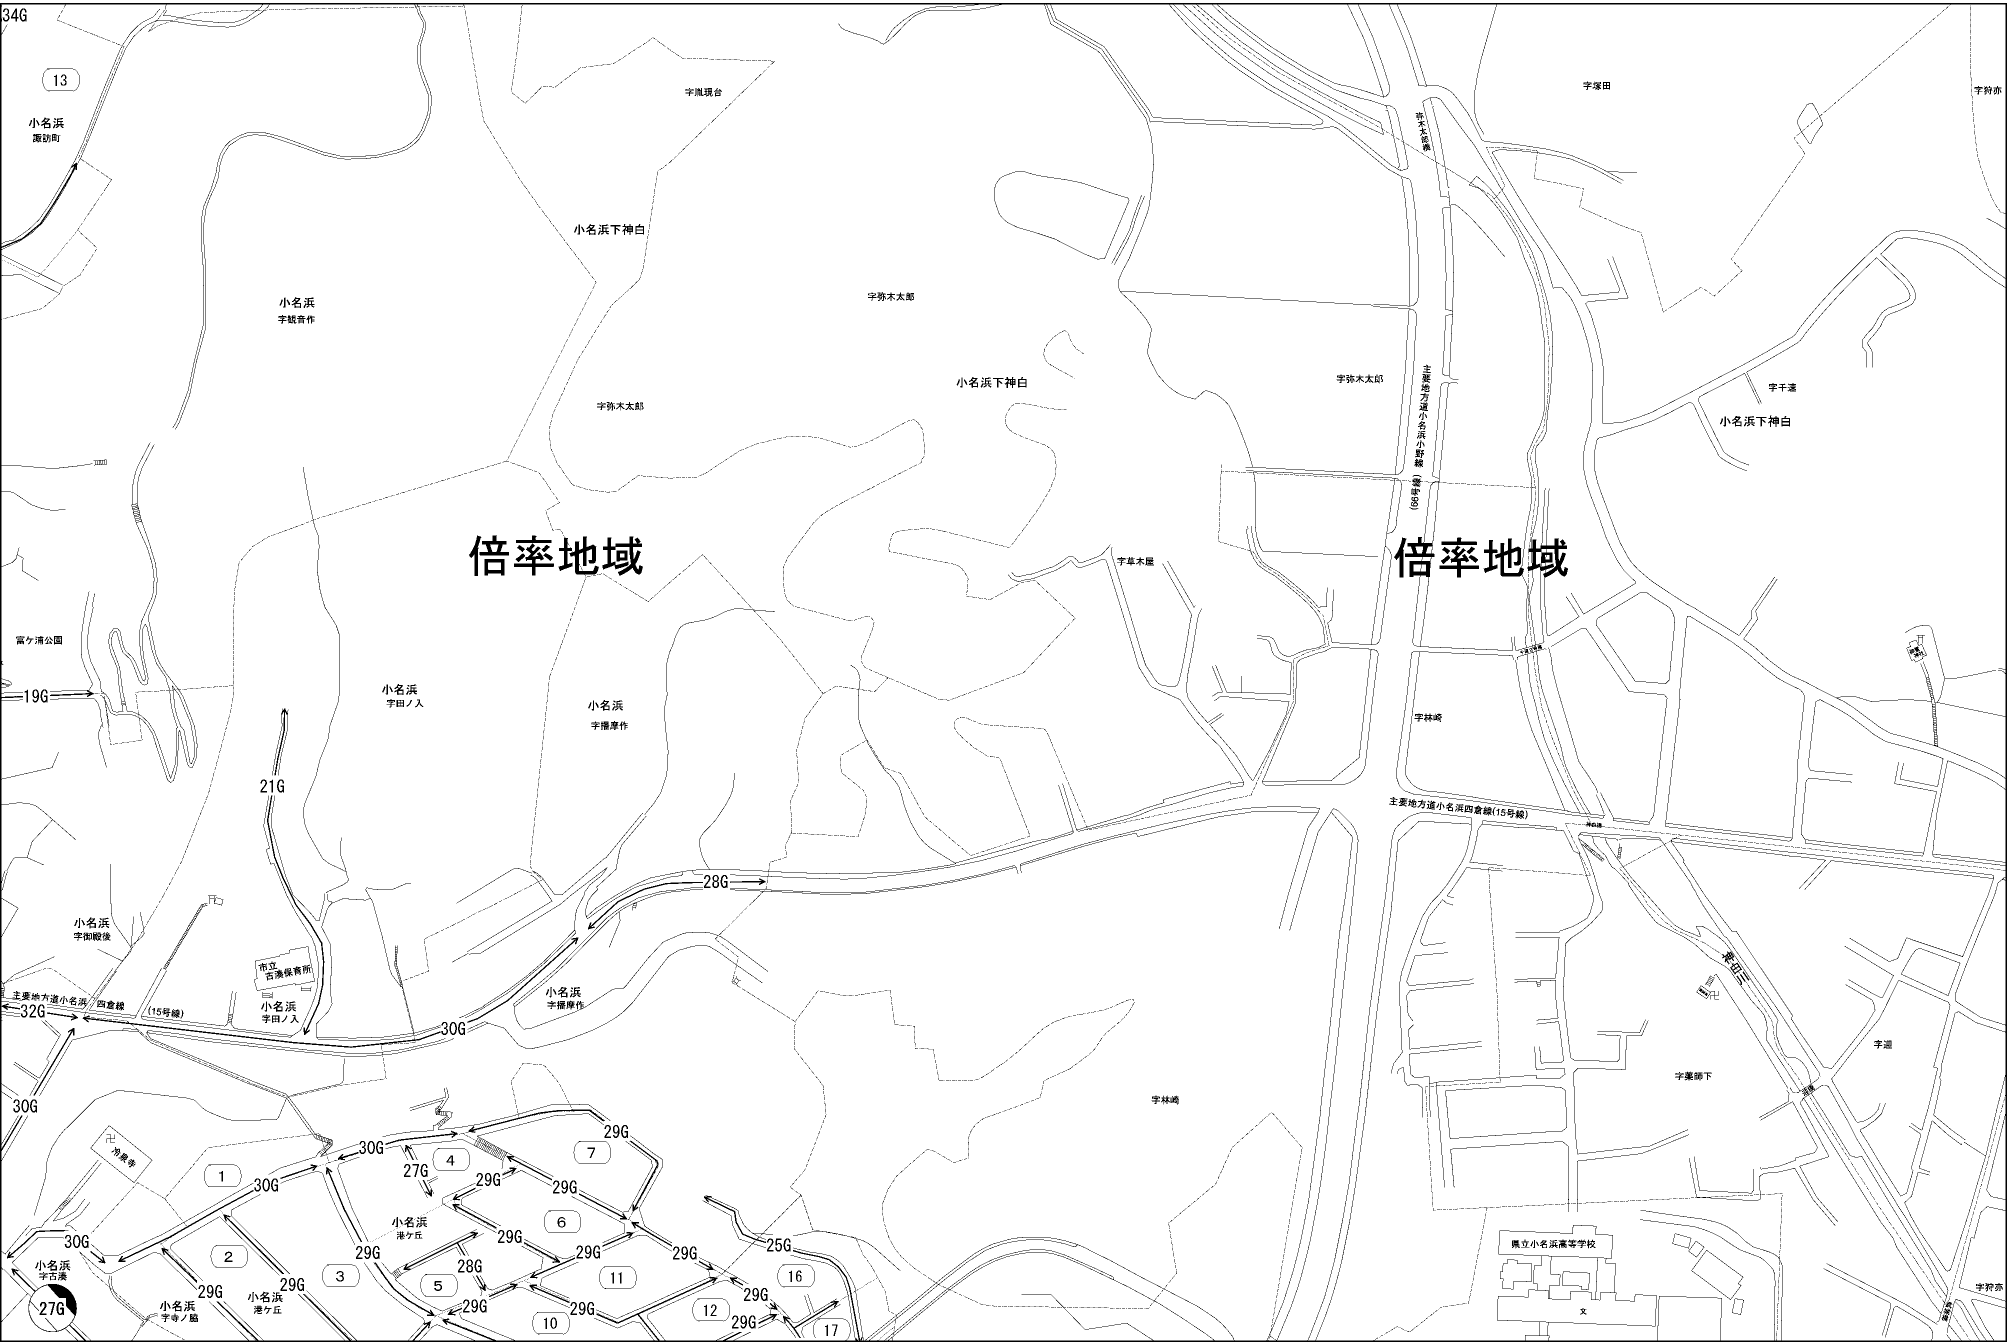 34G
13
小名浜
諏訪町
字胤現台
字塚田
字狩亦
弥木太郎橋
小名浜下神白
小名浜
字観音作
字弥木太郎
字弥木太郎
小名浜下神白
字弥木太郎
主要地方道小名浜小野線
(66号線)
字千速
小名浜下神白
倍率地域
倍率地域
字草木屋
富ケ浦公園
19G
小名浜
字田ノ入
小名浜
字播摩作
字林崎
21G
主要地方道小名浜四倉線(15号線)
28G
小名浜
字御殿後
市立
古湊保育所
小名浜
字田ノ入
小名浜
字播摩作
主要地方道小名浜 四倉線 (15号線)
32G
30G
30G
字林崎
字薬師下
字廻
冷泉寺
1
30G
30G
4
27G
29G
7
29G
29G
6
29G
29G
小名浜
港ケ丘
29G
29G
25G
30G
小名浜
字古湊
27G
2
3
5
28G
11
16
29G
29G
29G
29G
29G
10
12
29G
17
小名浜
字寺ノ脇
小名浜
港ケ丘
県立小名浜高等学校
文
字狩亦